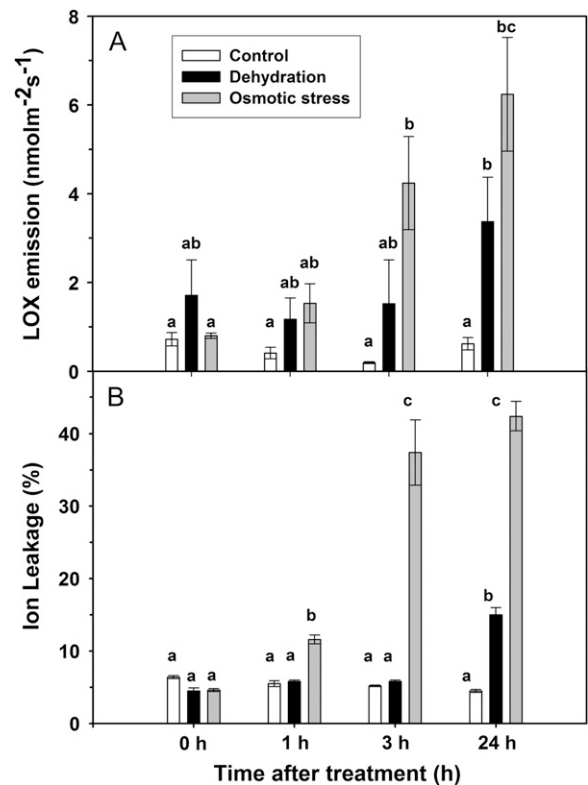 A
Control
Dehydration
Osmotic stress
LOX emission (nmolm-2s-1)
8
6
4
2
0
a ab a
a ab ab
a ab b
a b bc
B
Ion Leakage (%)
40
30
20
10
0
a a a
a a b
a a c
a b c
0 h 1 h 3 h 24 h
Time after treatment (h)